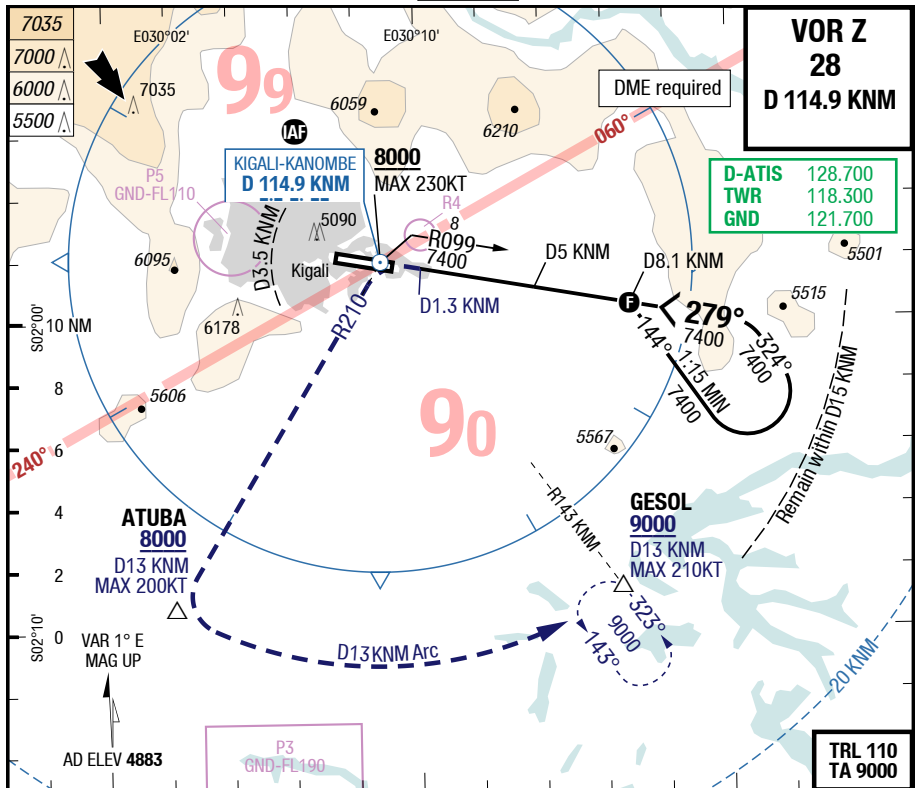 7035
7000
6000
5500
E030°02'
E030°10'
VOR Z
28
D 114.9 KNM
DME required
7035
99
6059
6210
060°
IAF
KIGALI-KANOMBE
D 114.9 KNM
8000
MAX 230KT
D-ATIS 128.700
TWR 118.300
GND 121.700
P5
GND-FL110
R4
8
R099
7400
5090
D3.5 KNM
Kigali
6095
D5 KNM
D8.1 KNM
5501
D1.3 KNM
F
5515
279°
7400
6178
R210
S02°00'
10 NM
144°
1:15 MIN
7400
324°
7400
8
5606
90
Remain within D15 KNM
240°
6
5567
R143 KNM
4
ATUBA
8000
D13 KNM
MAX 200KT
GESOL
9000
D13 KNM
MAX 210KT
2
323°
9000
143°
S02°10'
0
D13 KNM Arc
VAR 1° E
MAG UP
20 KNM
AD ELEV 4883
P3
GND-FL190
TRL 110
TA 9000